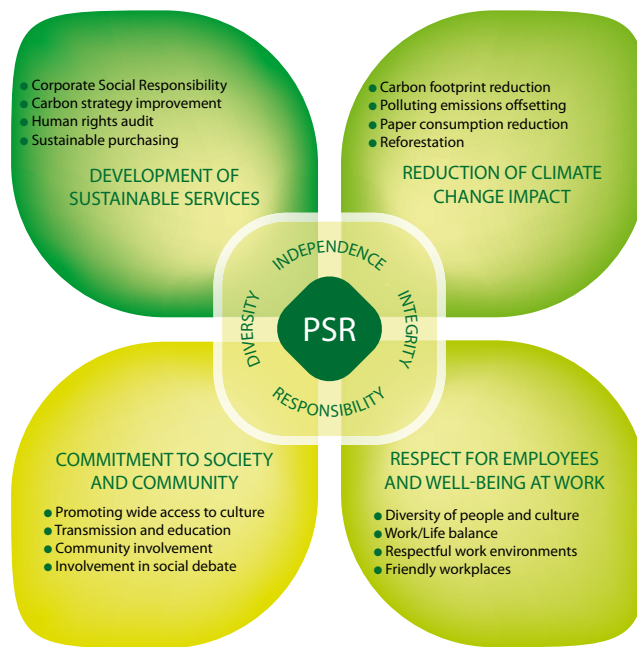 ● Corporate Social Responsibility
● Carbon strategy improvement
● Human rights audit
● Sustainable purchasing
DEVELOPMENT OF
SUSTAINABLE SERVICES
● Carbon footprint reduction
● Polluting emissions offsetting
● Paper consumption reduction
● Reforestation
REDUCTION OF CLIMATE
CHANGE IMPACT
INDEPENDENCE
DIVERSITY
PSR
INTEGRITY
RESPONSIBILITY
COMMITMENT TO SOCIETY
AND COMMUNITY
● Promoting wide access to culture
● Transmission and education
● Community involvement
● Involvement in social debate
RESPECT FOR EMPLOYEES
AND WELL-BEING AT WORK
● Diversity of people and culture
● Work/Life balance
● Respectful work environments
● Friendly workplaces